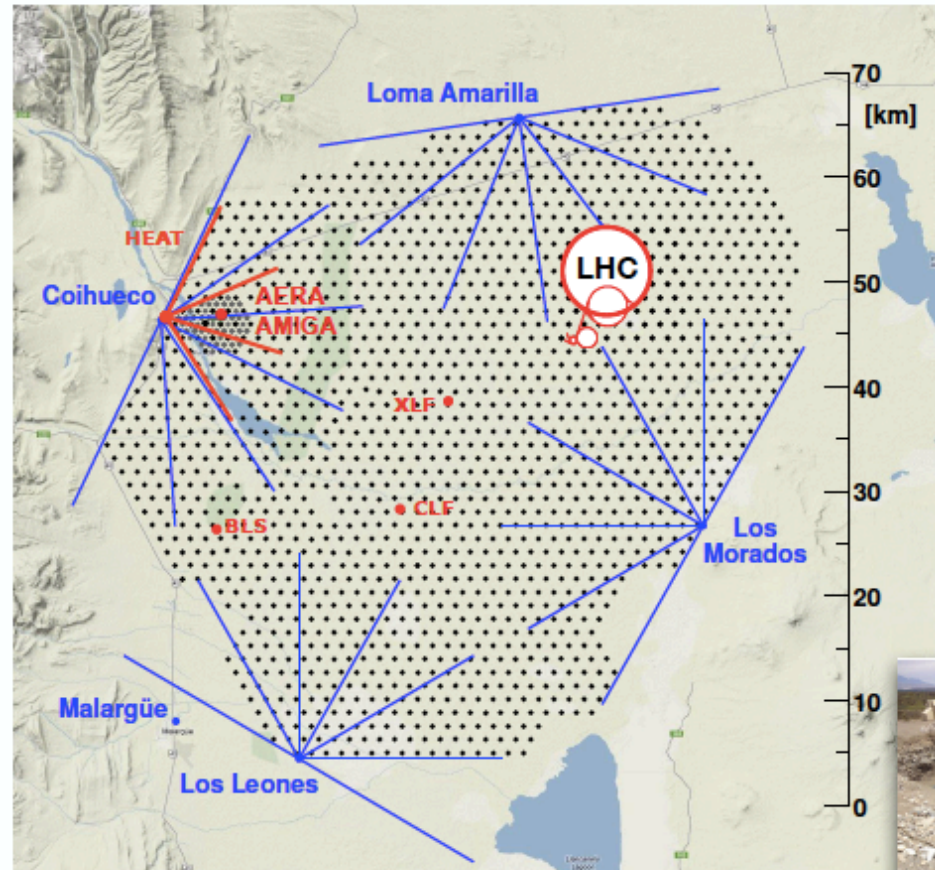 70
[km]
Loma Amarilla
60
HEAT
LHC
50
Coihueco
AERA
AMIGA
40
XLF
30
CLF
BLS
Los
Morados
20
10
Malargüe
Los Leones
0